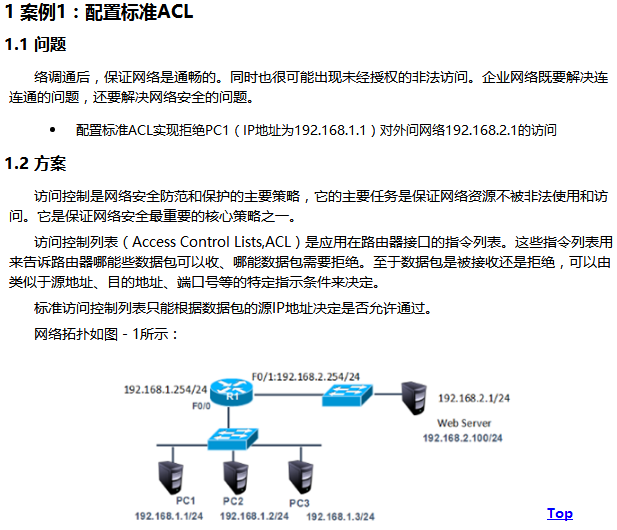 1 案例1：配置标准ACL
1.1 问题
络调通后，保证网络是通畅的。同时也很可能出现未经授权的非法访问。企业网络既要解决连
连通的问题，还要解决网络安全的问题。
• 配置标准ACL实现拒绝PC1（IP地址为192.168.1.1）对外问网络192.168.2.1的访问
1.2 方案
访问控制是网络安全防范和保护的主要策略，它的主要任务是保证网络资源不被非法使用和访
问。它是保证网络安全最重要的核心策略之一。
访问控制列表（Access Control Lists,ACL）是应用在路由器接口的指令列表。这些指令列表用
来告诉路由器哪能些数据包可以收、哪能数据包需要拒绝。至于数据包是被接收还是拒绝，可以由
类似于源地址、目的地址、端口号等的特定指示条件来决定。
标准访问控制列表只能根据数据包的源IP地址决定是否允许通过。
网络拓扑如图－1所示：
F0/1:192.168.2.254/24
192.168.1.254/24
R1
F0/0
192.168.2.1/24
Web Server
192.168.2.100/24
PC1 PC2 PC3
192.168.1.1/24 192.168.1.2/24 192.168.1.3/24
Top